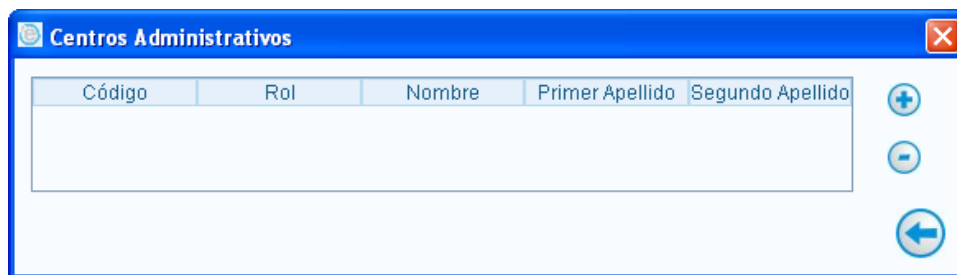 Centros Administrativos
Código Rol Nombre Primer Apellido Segundo Apellido